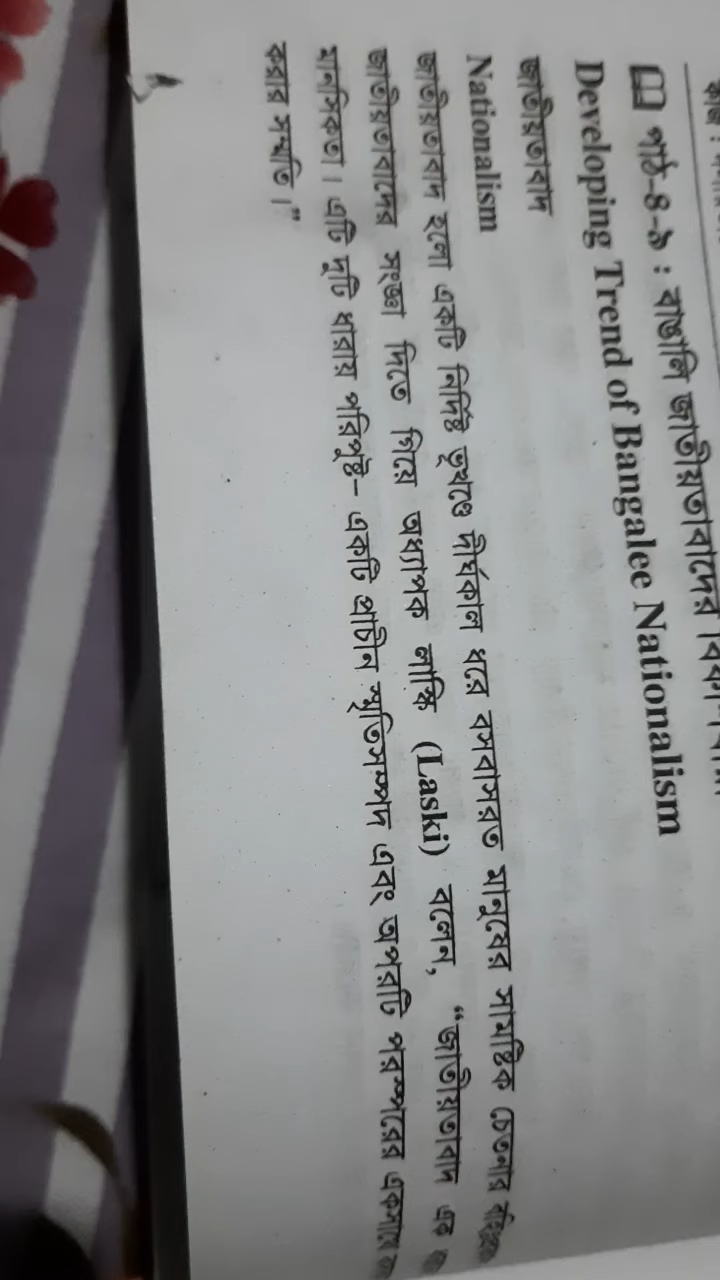 পাঠ-৪-৯ : বাঙালি জাতীয়তাবাদের
Developing Trend of Bangalee Nationalism
জাতীয়তাবাদ
Nationalism
জাতীয়তাবাদ হলো একটি নির্দিষ্ট ভূখণ্ডে দীর্ঘকাল ধরে বসবাসরত মানুষের সামষ্টিক চেতনার
জাতীয়তাবাদের সংজ্ঞা দিতে গিয়ে অধ্যাপক লাস্কি (Laski) বলেন, “জাতীয়তাবাদ এক
মানসিকতা। এটি দুটি ধারায় পরিপুষ্ট– একটি প্রাচীন স্মৃতিসম্পদ এবং অপরটি পরস্পরের একসাথে
করার সম্মতি।”